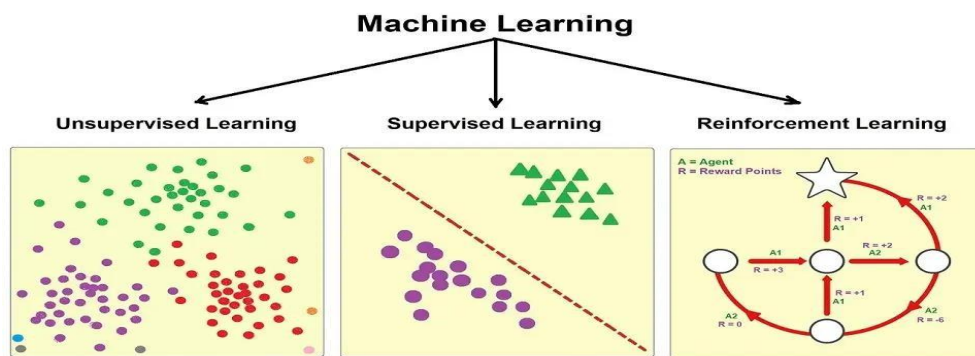 Machine Learning
Unsupervised Learning
Supervised Learning
Reinforcement Learning
A = Agent
R = Reward Points
R = +2
A1
R = +1
A1
A1
R = +3
R = +2
A2
R = +1
A1
A2
R = 0
A2
R = -6